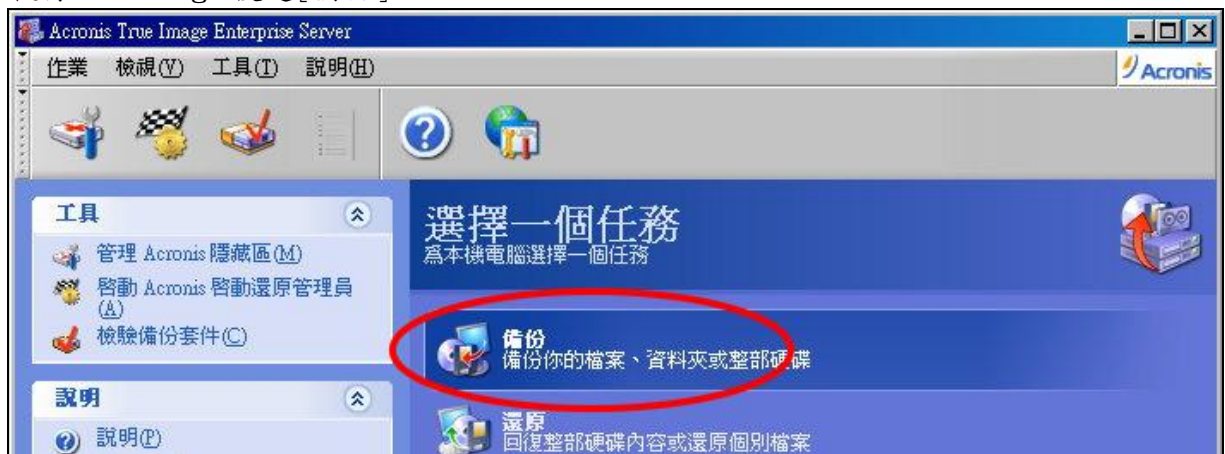 Acronis True Image Enterprise Server
作業 檢視(V) 工具(T) 說明(H)
Acronis
工具
管理 Acronis 隱藏區(M)
啓動 Acronis 啓動還原管理員
(A)
檢驗備份套件(C)
說明
說明(P)
選擇一個任務
爲本機電腦選擇一個任務
備份
備份你的檔案、資料夾或整部硬碟
還原
回復整部硬碟內容或還原個別檔案